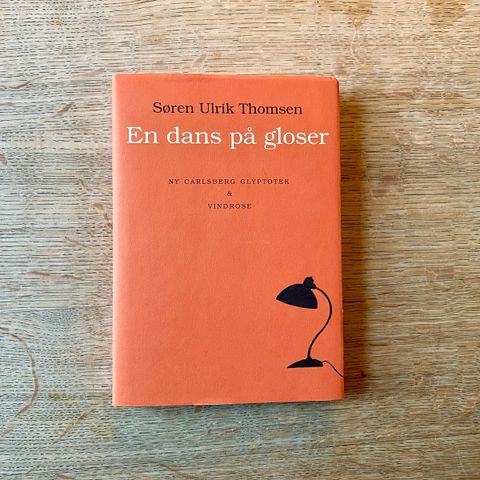 Søren Ulrik Thomsen
En dans på gloser
NY CARLSBERG GLYPTOTEK
&
VINDROSE